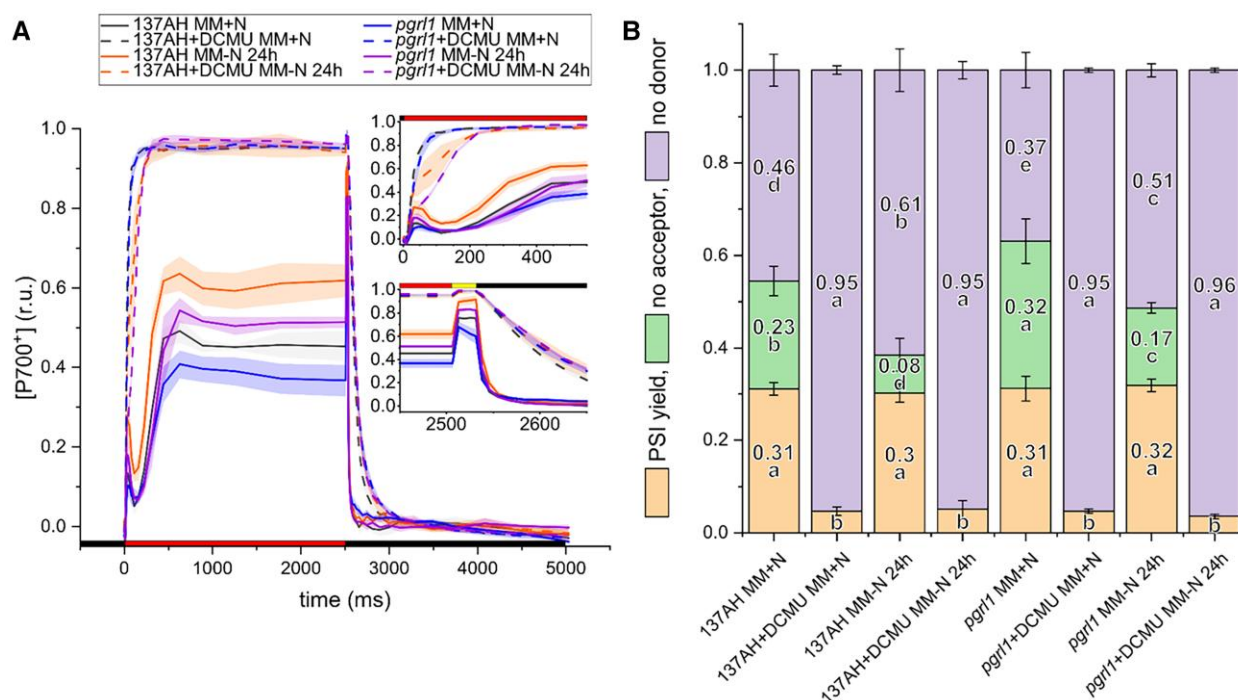 A
137AH MM+N
137AH+DCMU MM+N
137AH MM-N 24h
137AH+DCMU MM-N 24h
pgrl1 MM+N
pgrl1+DCMU MM+N
pgrl1 MM-N 24h
pgrl1+DCMU MM-N 24h
[P700⁺] (r.u.)
1.0
0.8
0.6
0.4
0.2
0.0
0
1000
2000
3000
4000
5000
time (ms)
1.0
0.8
0.6
0.4
0.2
0.0
0
200
400
1.0
0.8
0.6
0.4
0.2
0.0
2500
2600
B
PSI yield, no acceptor, no donor
1.0
0.8
0.6
0.4
0.2
0.0
0.46
d
0.23
b
0.31
a
0.95
a
b
0.61
b
0.08
d
0.3
a
0.95
a
b
0.37
e
0.32
a
0.31
a
0.95
a
b
0.51
c
0.17
c
0.32
a
0.96
a
b
137AH MM+N
137AH+DCMU MM+N
137AH MM-N 24h
137AH+DCMU MM-N 24h
pgrl1 MM+N
pgrl1+DCMU MM+N
pgrl1 MM-N 24h
pgrl1+DCMU MM-N 24h